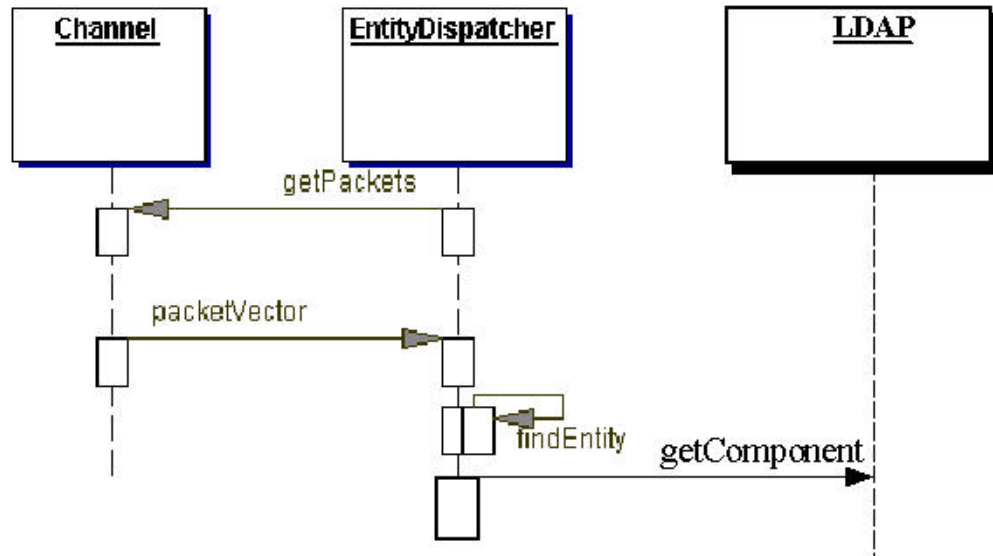 Channel
EntityDispatcher
LDAP
getPackets
packetVector
findEntity
getComponent